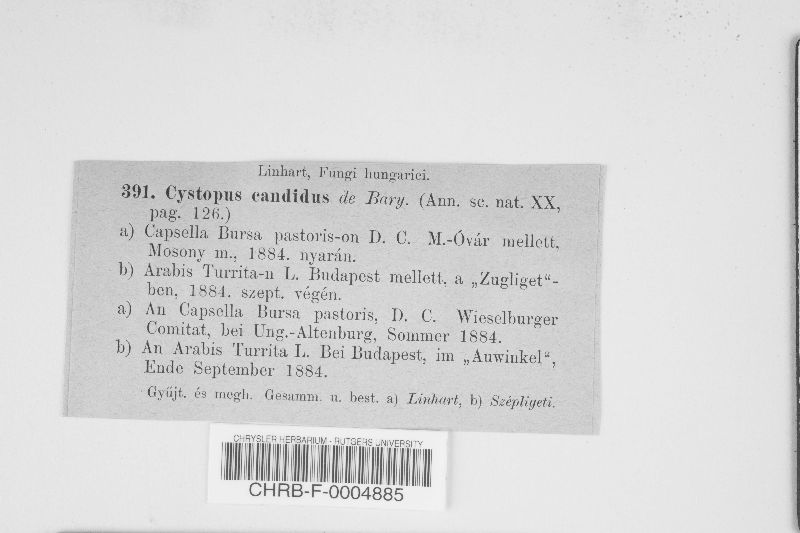 Linhart, Fungi hungarici.
391. Cystopus candidus de Bary. (Ann. sc. nat. XX,
pag. 126.)
a) Capsella Bursa pastoris-on D. C. M.-Óvár mellett,
Mosony m., 1884. nyarán.
b) Arabis Turrita-n L. Budapest mellett, a „Zugliget“-
ben, 1884. szept. végén.
a) An Capsella Bursa pastoris, D. C. Wieselburger
Comitat, bei Ung.-Altenburg, Sommer 1884.
b) An Arabis Turrita L. Bei Budapest, im „Auwinkel“,
Ende September 1884.
Gyűjt. és megh. Gesamm. u. best. a) Linhart, b) Szépligeti.
CHRYSLER HERBARIUM - RUTGERS UNIVERSITY
CHRB-F-0004885